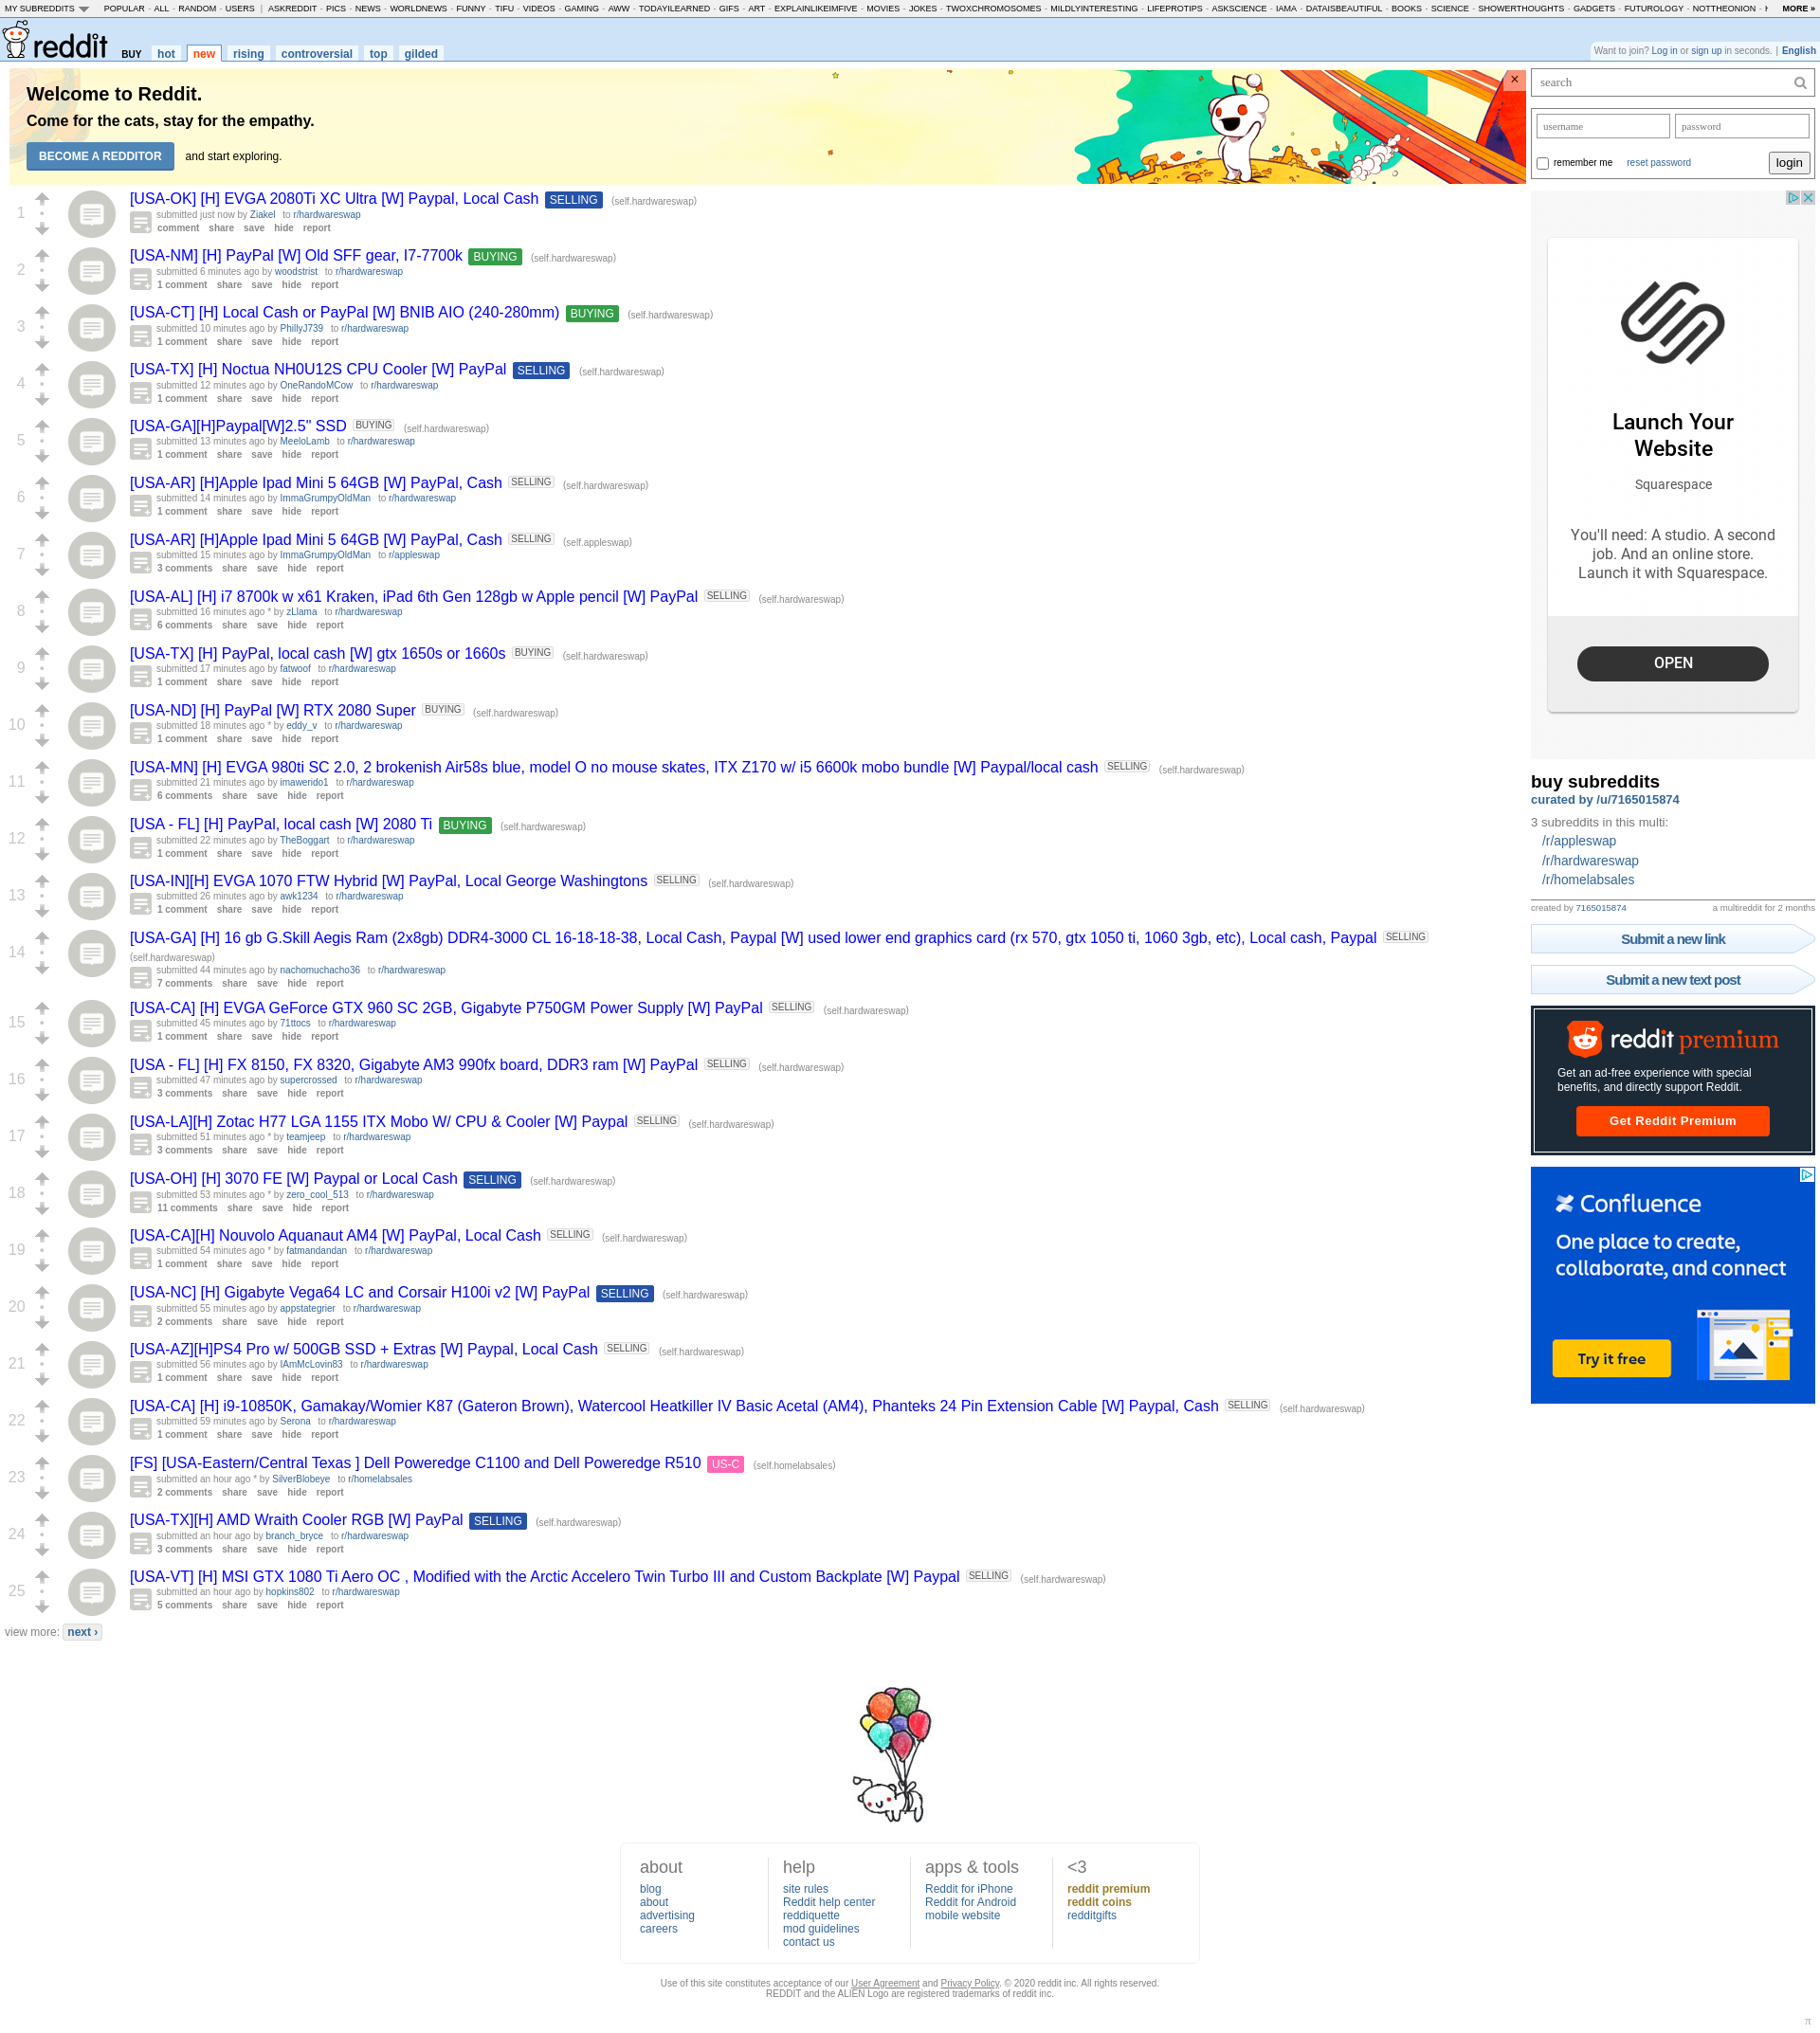 MY SUBREDDITS POPULAR - ALL - RANDOM - USERS | ASKREDDIT - PICS - NEWS - WORLDNEWS - FUNNY - TIFU - VIDEOS - GAMING - AWW - TODAYILEARNED - GIFS - ART - EXPLAINLIKEIMFIVE - MOVIES - JOKES - TWOXCHROMOSOMES - MILDLYINTERESTING - LIFEPROTIPS - ASKSCIENCE - IAMA - DATAISBEAUTIFUL - BOOKS - SCIENCE - SHOWERTHOUGHTS - GADGETS - FUTUROLOGY - NOTTHEONION - MORE »
reddit BUY hot new rising controversial top gilded
Want to join? Log in or sign up in seconds. | English
Welcome to Reddit.
Come for the cats, stay for the empathy.
BECOME A REDDITOR and start exploring.
×
1
[USA-OK] [H] EVGA 2080Ti XC Ultra [W] Paypal, Local Cash SELLING (self.hardwareswap)
submitted just now by Ziakel to r/hardwareswap
comment share save hide report
2
[USA-NM] [H] PayPal [W] Old SFF gear, I7-7700k BUYING (self.hardwareswap)
submitted 6 minutes ago by woodstrist to r/hardwareswap
1 comment share save hide report
3
[USA-CT] [H] Local Cash or PayPal [W] BNIB AIO (240-280mm) BUYING (self.hardwareswap)
submitted 10 minutes ago by PhillyJ739 to r/hardwareswap
1 comment share save hide report
4
[USA-TX] [H] Noctua NH0U12S CPU Cooler [W] PayPal SELLING (self.hardwareswap)
submitted 12 minutes ago by OneRandoMCow to r/hardwareswap
1 comment share save hide report
5
[USA-GA][H]Paypal[W]2.5" SSD BUYING (self.hardwareswap)
submitted 13 minutes ago by MeeloLamb to r/hardwareswap
1 comment share save hide report
6
[USA-AR] [H]Apple Ipad Mini 5 64GB [W] PayPal, Cash SELLING (self.hardwareswap)
submitted 14 minutes ago by ImmaGrumpyOldMan to r/hardwareswap
1 comment share save hide report
7
[USA-AR] [H]Apple Ipad Mini 5 64GB [W] PayPal, Cash SELLING (self.appleswap)
submitted 15 minutes ago by ImmaGrumpyOldMan to r/appleswap
3 comments share save hide report
8
[USA-AL] [H] i7 8700k w x61 Kraken, iPad 6th Gen 128gb w Apple pencil [W] PayPal SELLING (self.hardwareswap)
submitted 16 minutes ago * by zLlama to r/hardwareswap
6 comments share save hide report
9
[USA-TX] [H] PayPal, local cash [W] gtx 1650s or 1660s BUYING (self.hardwareswap)
submitted 17 minutes ago by fatwoof to r/hardwareswap
1 comment share save hide report
10
[USA-ND] [H] PayPal [W] RTX 2080 Super BUYING (self.hardwareswap)
submitted 18 minutes ago * by eddy_v to r/hardwareswap
1 comment share save hide report
11
[USA-MN] [H] EVGA 980ti SC 2.0, 2 brokenish Air58s blue, model O no mouse skates, ITX Z170 w/ i5 6600k mobo bundle [W] Paypal/local cash SELLING (self.hardwareswap)
submitted 21 minutes ago by imawerido1 to r/hardwareswap
6 comments share save hide report
12
[USA - FL] [H] PayPal, local cash [W] 2080 Ti BUYING (self.hardwareswap)
submitted 22 minutes ago by TheBoggart to r/hardwareswap
1 comment share save hide report
13
[USA-IN][H] EVGA 1070 FTW Hybrid [W] PayPal, Local George Washingtons SELLING (self.hardwareswap)
submitted 26 minutes ago by awk1234 to r/hardwareswap
1 comment share save hide report
14
[USA-GA] [H] 16 gb G.Skill Aegis Ram (2x8gb) DDR4-3000 CL 16-18-18-38, Local Cash, Paypal [W] used lower end graphics card (rx 570, gtx 1050 ti, 1060 3gb, etc), Local cash, Paypal SELLING
(self.hardwareswap)
submitted 44 minutes ago by nachomuchacho36 to r/hardwareswap
7 comments share save hide report
15
[USA-CA] [H] EVGA GeForce GTX 960 SC 2GB, Gigabyte P750GM Power Supply [W] PayPal SELLING (self.hardwareswap)
submitted 45 minutes ago by 71ttocs to r/hardwareswap
1 comment share save hide report
16
[USA - FL] [H] FX 8150, FX 8320, Gigabyte AM3 990fx board, DDR3 ram [W] PayPal SELLING (self.hardwareswap)
submitted 47 minutes ago by supercrossed to r/hardwareswap
3 comments share save hide report
17
[USA-LA][H] Zotac H77 LGA 1155 ITX Mobo W/ CPU & Cooler [W] Paypal SELLING (self.hardwareswap)
submitted 51 minutes ago * by teamjeep to r/hardwareswap
3 comments share save hide report
18
[USA-OH] [H] 3070 FE [W] Paypal or Local Cash SELLING (self.hardwareswap)
submitted 53 minutes ago * by zero_cool_513 to r/hardwareswap
11 comments share save hide report
19
[USA-CA][H] Nouvolo Aquanaut AM4 [W] PayPal, Local Cash SELLING (self.hardwareswap)
submitted 54 minutes ago * by fatmandandan to r/hardwareswap
1 comment share save hide report
20
[USA-NC] [H] Gigabyte Vega64 LC and Corsair H100i v2 [W] PayPal SELLING (self.hardwareswap)
submitted 55 minutes ago by appstategrier to r/hardwareswap
2 comments share save hide report
21
[USA-AZ][H]PS4 Pro w/ 500GB SSD + Extras [W] Paypal, Local Cash SELLING (self.hardwareswap)
submitted 56 minutes ago by IAmMcLovin83 to r/hardwareswap
1 comment share save hide report
22
[USA-CA] [H] i9-10850K, Gamakay/Womier K87 (Gateron Brown), Watercool Heatkiller IV Basic Acetal (AM4), Phanteks 24 Pin Extension Cable [W] Paypal, Cash SELLING (self.hardwareswap)
submitted 59 minutes ago by Serona to r/hardwareswap
1 comment share save hide report
23
[FS] [USA-Eastern/Central Texas ] Dell Poweredge C1100 and Dell Poweredge R510 US-C (self.homelabsales)
submitted an hour ago * by SilverBlobeye to r/homelabsales
2 comments share save hide report
24
[USA-TX][H] AMD Wraith Cooler RGB [W] PayPal SELLING (self.hardwareswap)
submitted an hour ago by branch_bryce to r/hardwareswap
3 comments share save hide report
25
[USA-VT] [H] MSI GTX 1080 Ti Aero OC , Modified with the Arctic Accelero Twin Turbo III and Custom Backplate [W] Paypal SELLING (self.hardwareswap)
submitted an hour ago by hopkins802 to r/hardwareswap
5 comments share save hide report
view more: next ›
search
username password
remember me reset password login
Launch Your
Website
Squarespace
You'll need: A studio. A second
job. And an online store.
Launch it with Squarespace.
OPEN
buy subreddits
curated by /u/7165015874
3 subreddits in this multi:
/r/appleswap
/r/hardwareswap
/r/homelabsales
created by 7165015874 a multireddit for 2 months
Submit a new link
Submit a new text post
reddit premium
Get an ad-free experience with special
benefits, and directly support Reddit.
Get Reddit Premium
Confluence
One place to create,
collaborate, and connect
Try it free
about
blog
about
advertising
careers
help
site rules
Reddit help center
reddiquette
mod guidelines
contact us
apps & tools
Reddit for iPhone
Reddit for Android
mobile website
<3
reddit premium
reddit coins
redditgifts
Use of this site constitutes acceptance of our User Agreement and Privacy Policy. © 2020 reddit inc. All rights reserved.
REDDIT and the ALIEN Logo are registered trademarks of reddit inc.
π